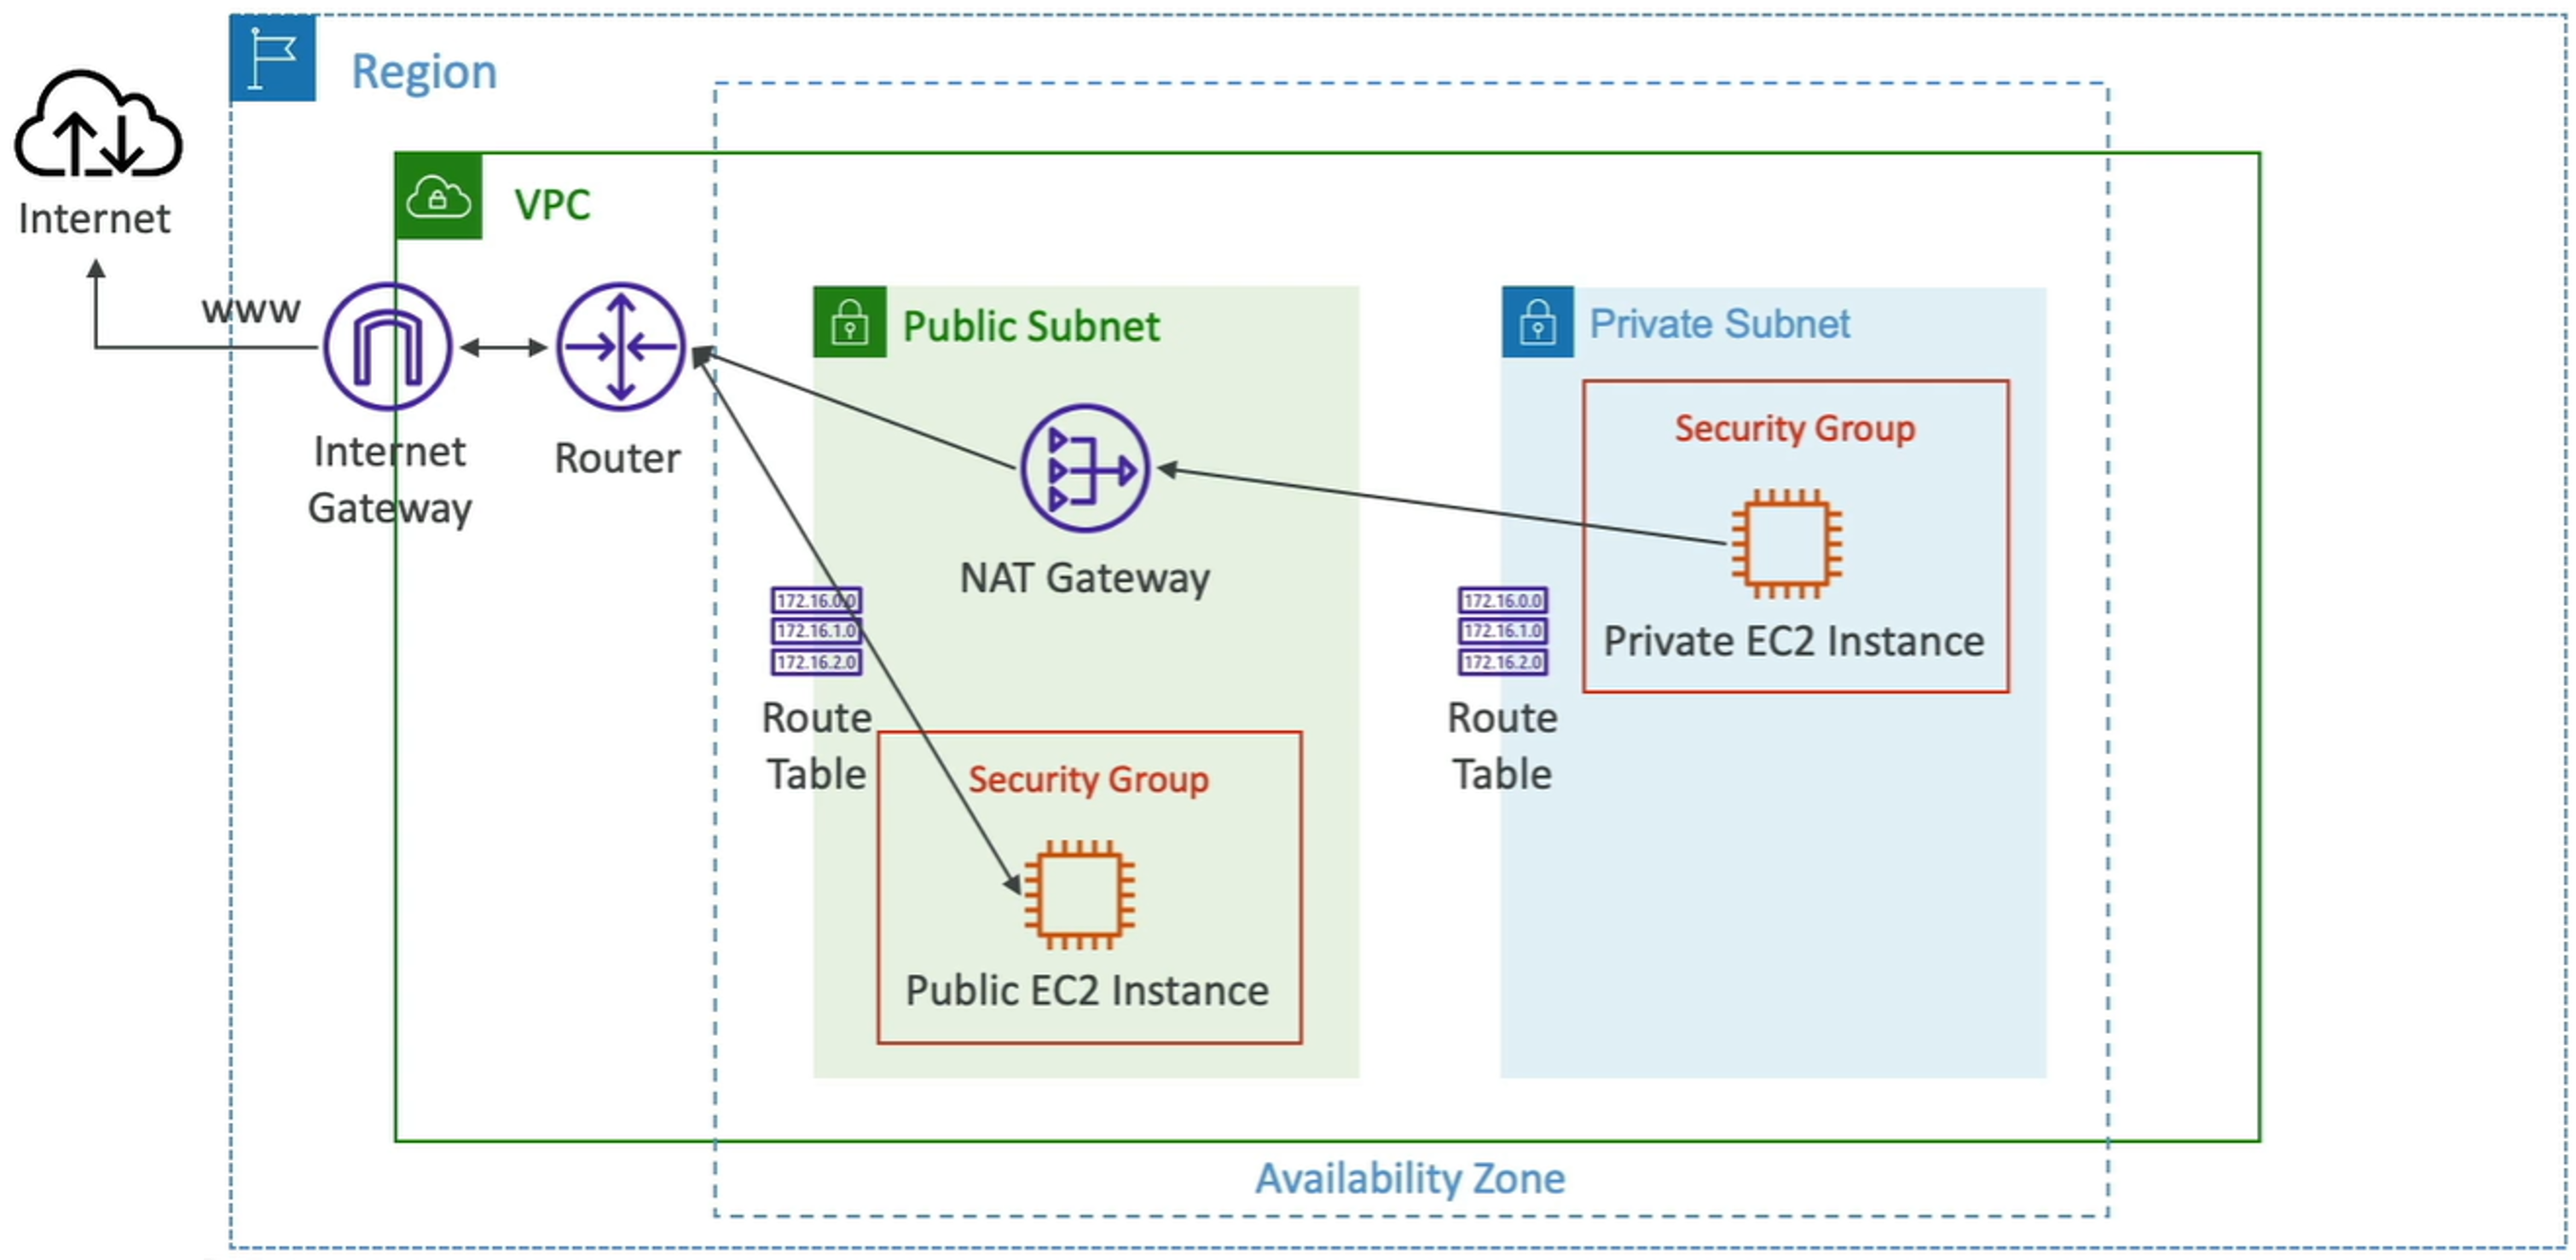 Region
Internet
VPC
www
Internet
Gateway
Router
Public Subnet
NAT Gateway
172.16.0.0
172.16.1.0
172.16.2.0
Route
Table
Security Group
Public EC2 Instance
Private Subnet
Security Group
Private EC2 Instance
172.16.0.0
172.16.1.0
172.16.2.0
Route
Table
Availability Zone